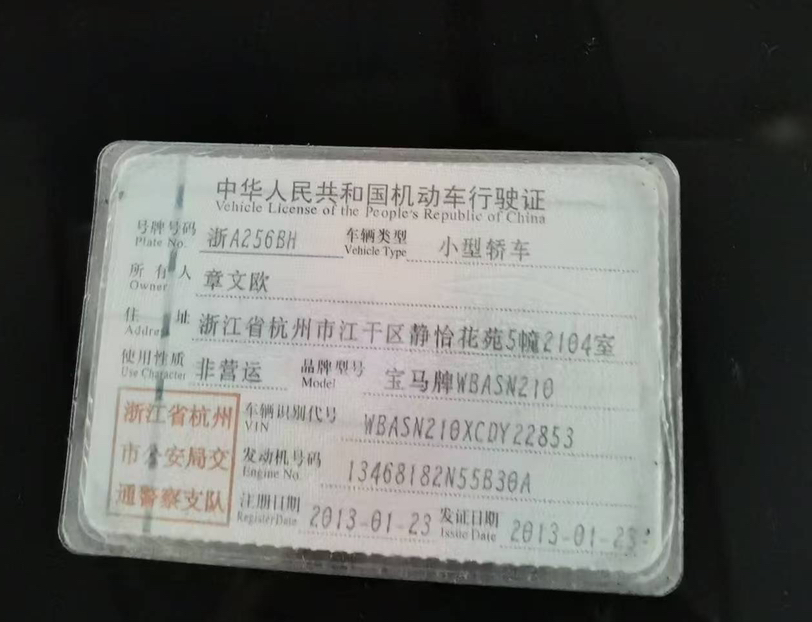 中华人民共和国机动车行驶证
Vehicle License of the People's Republic of China
号牌号码 浙A256BH 车辆类型 小型轿车
Plate No. Vehicle Type
所有人 章文欧
Owner
住址 浙江省杭州市江干区静怡花苑5幢2104室
Address
使用性质 非营运 品牌型号 宝马牌WBASN210
Use Character Model
浙江省杭州 车辆识别代号 WBASN210XCDY22853
VIN
市公安局交 发动机号码 13468182N55B30A
Engine No.
通警察支队 注册日期 2013-01-23 发证日期 2013-01-23
Register Date Issue Date